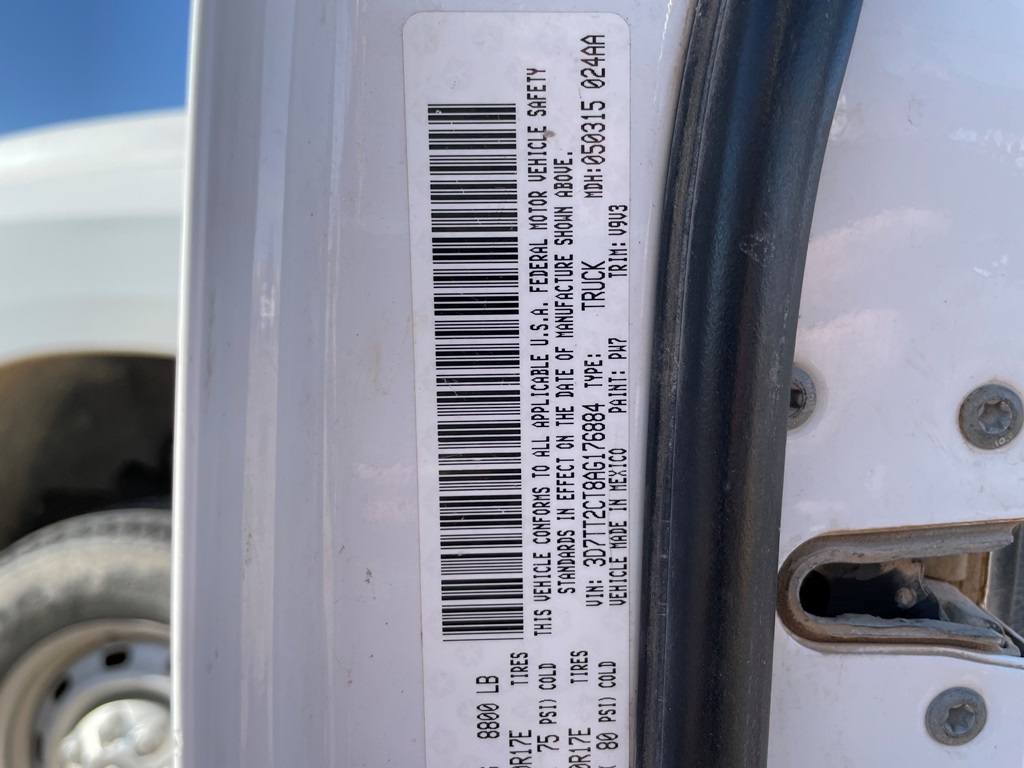 8800 LB
0R17E TIRES
75 PSI) COLD
0R17E TIRES
80 PSI) COLD
THIS VEHICLE CONFORMS TO ALL APPLICABLE U.S.A. FEDERAL MOTOR VEHICLE SAFETY
STANDARDS IN EFFECT ON THE DATE OF MANUFACTURE SHOWN ABOVE.
VIN: 3D7TT2CT8AG176884 TYPE: TRUCK MDH:050315 024AA
VEHICLE MADE IN MEXICO PAINT: PW7 TRIM: V9V3